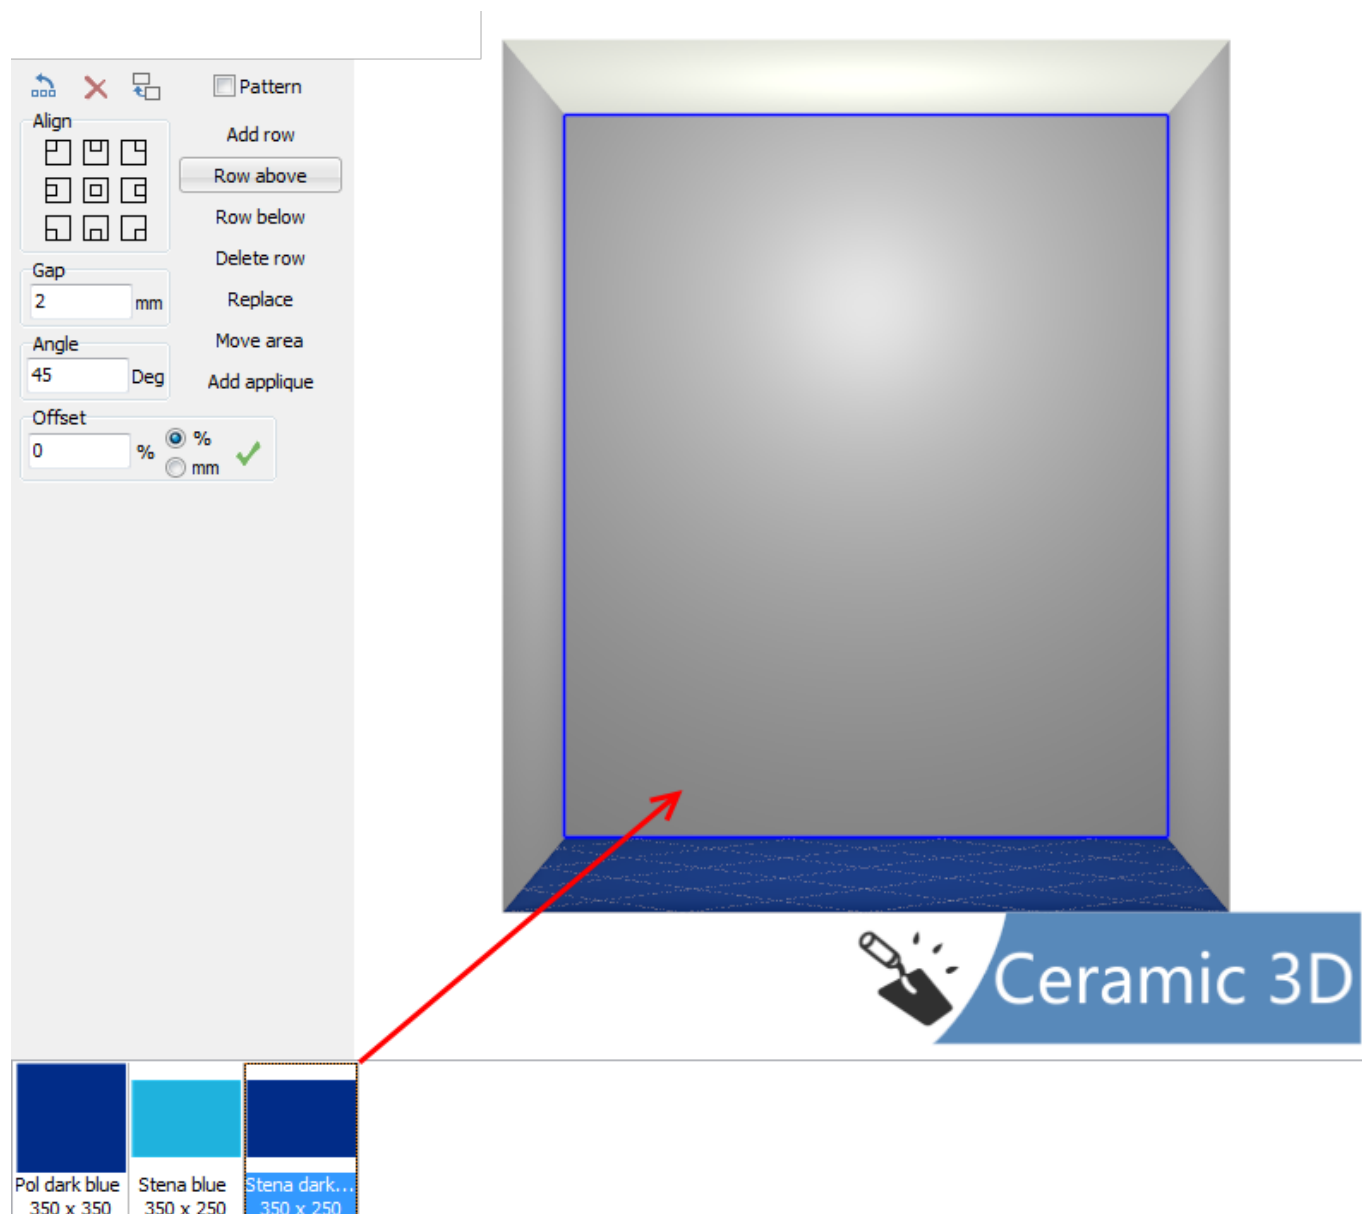 Pattern
Align
Add row
Row above
Row below
Delete row
Gap
2 mm
Replace
Angle
Move area
45 Deg
Add applique
Offset
0 % %
mm
Ceramic 3D
Pol dark blue
350 x 350
Stena blue
350 x 250
Stena dark...
350 x 250